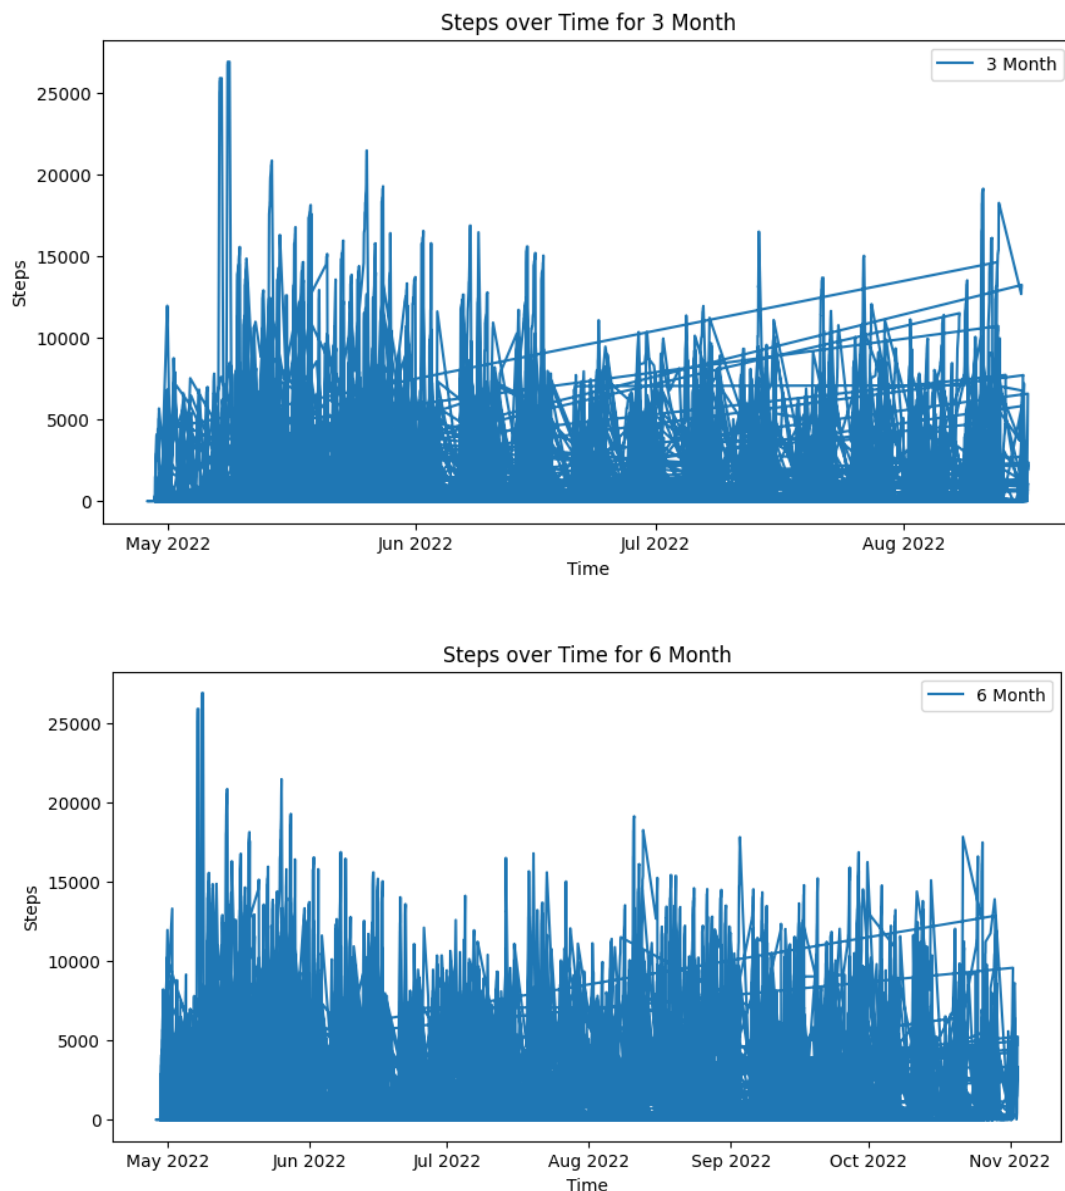 Steps over Time for 3 Month
3 Month
25000
20000
15000
10000
5000
0
Steps
May 2022 Jun 2022 Jul 2022 Aug 2022
Time
Steps over Time for 6 Month
6 Month
25000
20000
15000
10000
5000
0
Steps
May 2022 Jun 2022 Jul 2022 Aug 2022 Sep 2022 Oct 2022 Nov 2022
Time